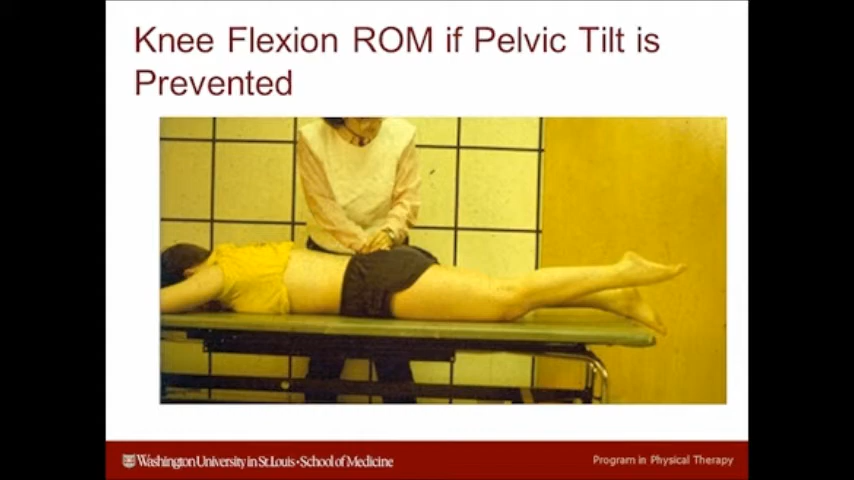 Knee Flexion ROM if Pelvic Tilt is
Prevented
Washington University in St. Louis • School of Medicine
Program in Physical Therapy